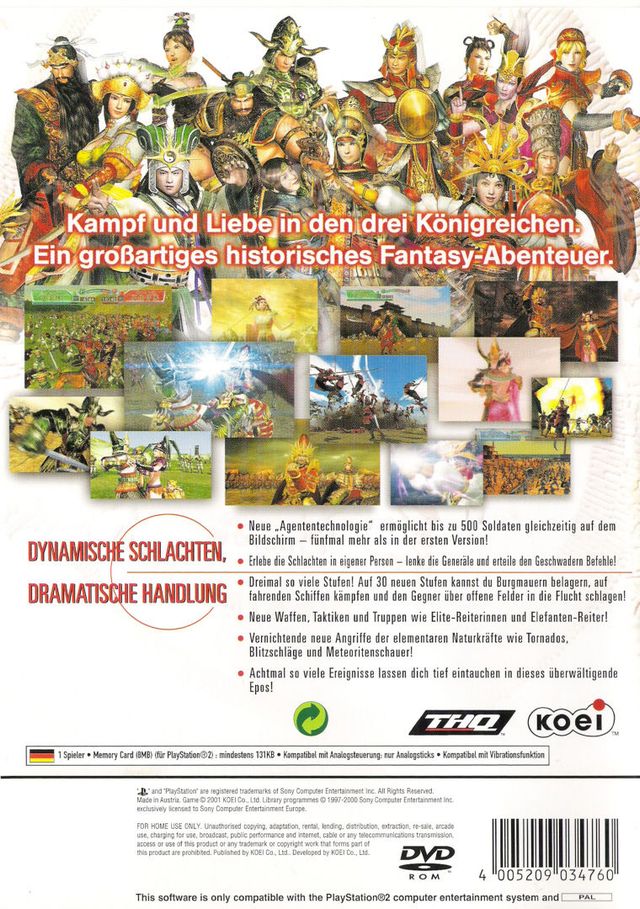 Kampf und Liebe in den drei Königreichen.
Ein großartiges historisches Fantasy-Abenteuer.
DYNAMISCHE SCHLACHTEN,
DRAMATISCHE HANDLUNG
• Neue „Agententechnologie" ermöglicht bis zu 500 Soldaten gleichzeitig auf dem
Bildschirm – fünfmal mehr als in der ersten Version!
• Erlebe die Schlachten in eigener Person – lenke die Generäle und erteile den Geschwadern Befehle!
• Dreimal so viele Stufen! Auf 30 neuen Stufen kannst du Burgmauern belagern, auf
fahrenden Schiffen kämpfen und den Gegner über offene Felder in die Flucht schlagen!
• Neue Waffen, Taktiken und Truppen wie Elite-Reiterinnen und Elefanten-Reiter!
• Vernichtende neue Angriffe der elementaren Naturkräfte wie Tornados,
Blitzschläge und Meteoritenschauer!
• Achtmal so viele Ereignisse lassen dich tief eintauchen in dieses überwältigende
Epos!
THQ™ KOEI™
1 Spieler • Memory Card (8MB) (für PlayStation®2) : mindestens 131KB • Kompatibel mit Analogsteuerung: nur Analogsticks • Kompatibel mit Vibrationsfunktion
" " and "PlayStation" are registered trademarks of Sony Computer Entertainment Inc. All Rights Reserved.
Made in Austria. Game © 2001 KOEI Co., Ltd. Library programmes © 1997-2000 Sony Computer Entertainment Inc.
exclusively licensed to Sony Computer Entertainment Europe.
FOR HOME USE ONLY. Unauthorised copying, adaptation, rental, lending, distribution, extraction, re-sale, arcade
use, charging for use, broadcast, public performance and internet, cable or any telecommunications transmission,
access or use of this product or any trademark or copyright work that forms part of
this product are prohibited. Published by KOEI Co., Ltd.. Developed by KOEI Co., Ltd..
DVD
ROM
4 005209 034760
This software is only compatible with the PlayStation®2 computer entertainment system and PAL